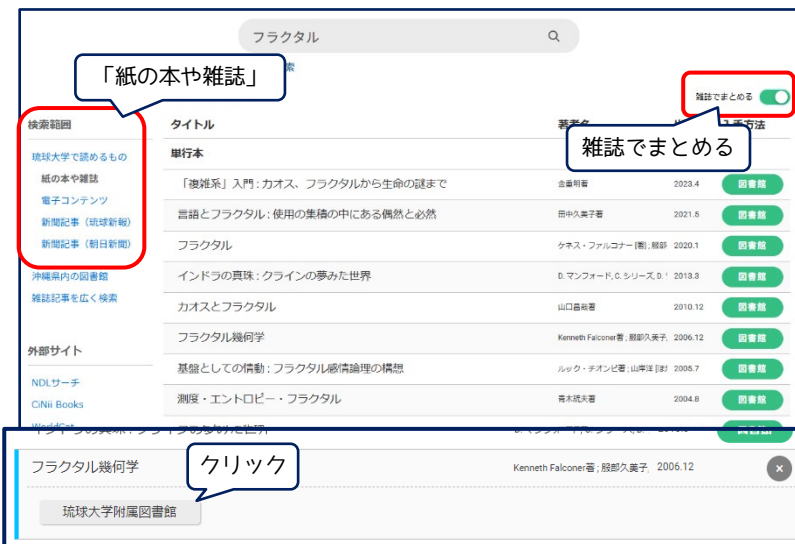 フラクタル
索
「紙の本や雑誌」
雑誌でまとめる
雑誌でまとめる
検索範囲
琉球大学で読めるもの
紙の本や雑誌
電子コンテンツ
新聞記事（琉球新報）
新聞記事（朝日新聞）
沖縄県内の図書館
雑誌記事を広く検索
外部サイト
NDLサーチ
CiNii Books
タイトル 著者名 入手方法
単行本
「複雑系」入門 : カオス、フラクタルから生命の謎まで 金重明著 2023.4 図書館
言語とフラクタル : 使用の集積の中にある偶然と必然 田中久美子著 2021.5 図書館
フラクタル ケネス・ファルコナー [著] ; 服部 2020.1 図書館
インドラの真珠 : クラインの夢みた世界 D. マンフォード, C. シリーズ, D. 2013.3 図書館
カオスとフラクタル 山口昌哉著 2010.12 図書館
フラクタル幾何学 Kenneth Falconer著 ; 服部久美子, 2006.12 図書館
基盤としての情動 : フラクタル感情論理の構想 ルック・チオンピ著 ; 山岸洋 [ほか 2005.7 図書館
測度・エントロピー・フラクタル 青木統夫著 2004.8 図書館
フラクタル幾何学 Kenneth Falconer著 ; 服部久美子, 2006.12 ×
クリック
琉球大学附属図書館